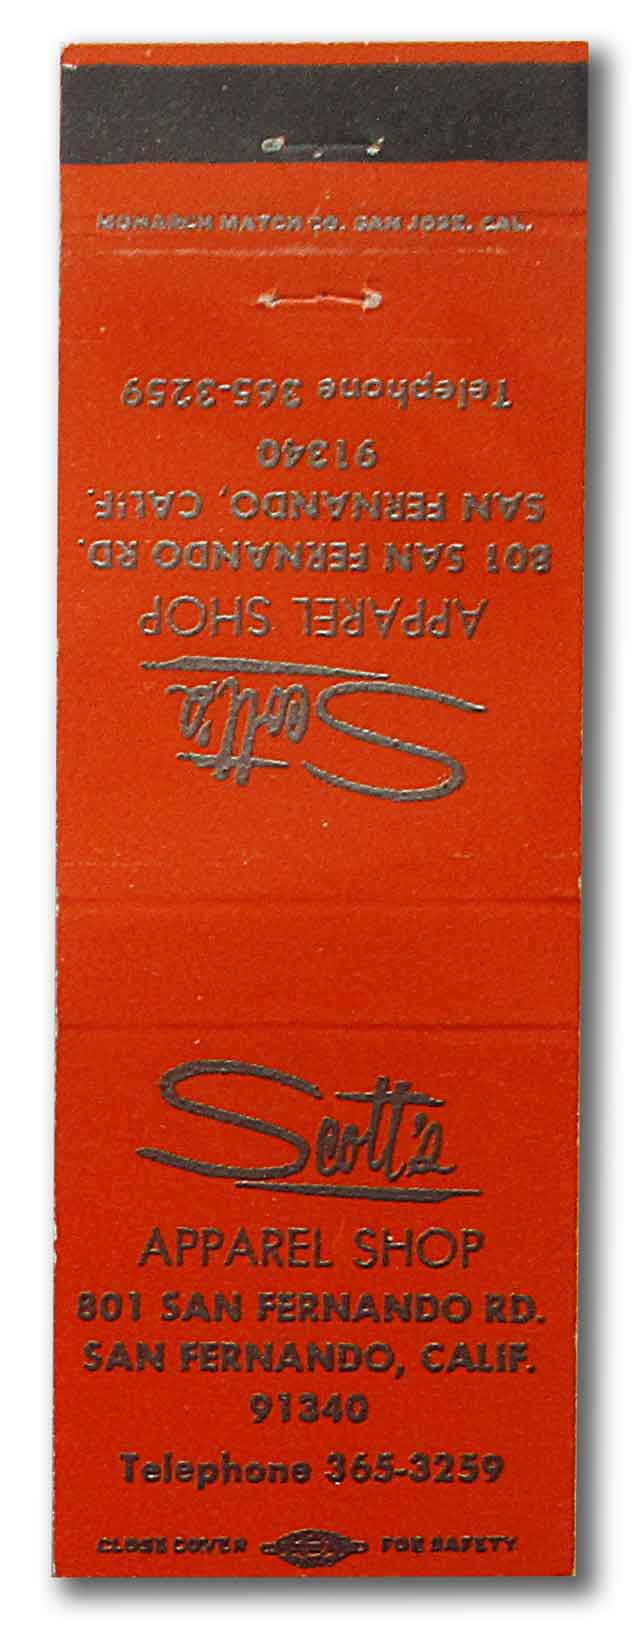 MONARCH MATCH CO. SAN JOSE, CAL.
Telephone 365-3259
91340
SAN FERNANDO, CALIF.
801 SAN FERNANDO RD.
APPAREL SHOP
Scott's
Scott's
APPAREL SHOP
801 SAN FERNANDO RD.
SAN FERNANDO, CALIF.
91340
Telephone 365-3259
CLOSE COVER FOR SAFETY